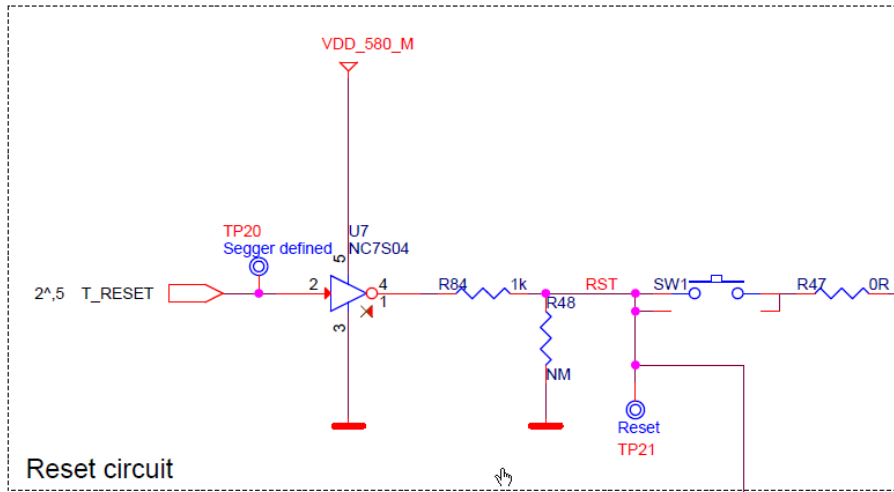 VDD_580_M
TP20
Segger defined
U7
NC7S04
5
2^,5 T_RESET
2
4
1
3
R84 1k
RST
R48
NM
SW1
R47 0R
Reset
TP21
Reset circuit